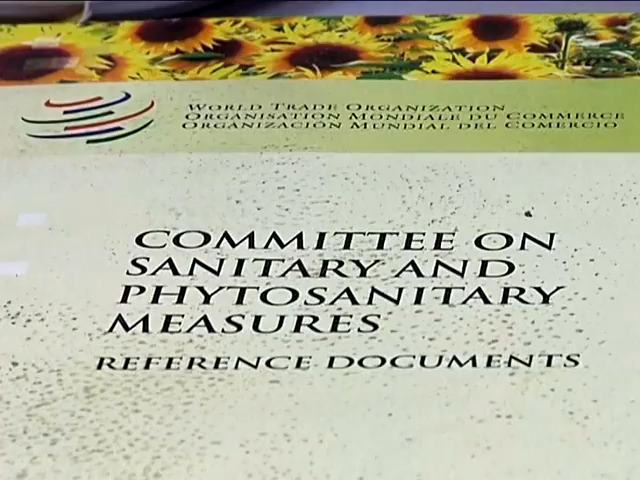 WORLD TRADE ORGANIZATION
ORGANISATION MONDIALE DU COMMERCE
ORGANIZACIÓN MUNDIAL DEL COMERCIO
COMMITTEE ON
SANITARY AND
PHYTOSANITARY
MEASURES
REFERENCE DOCUMENTS